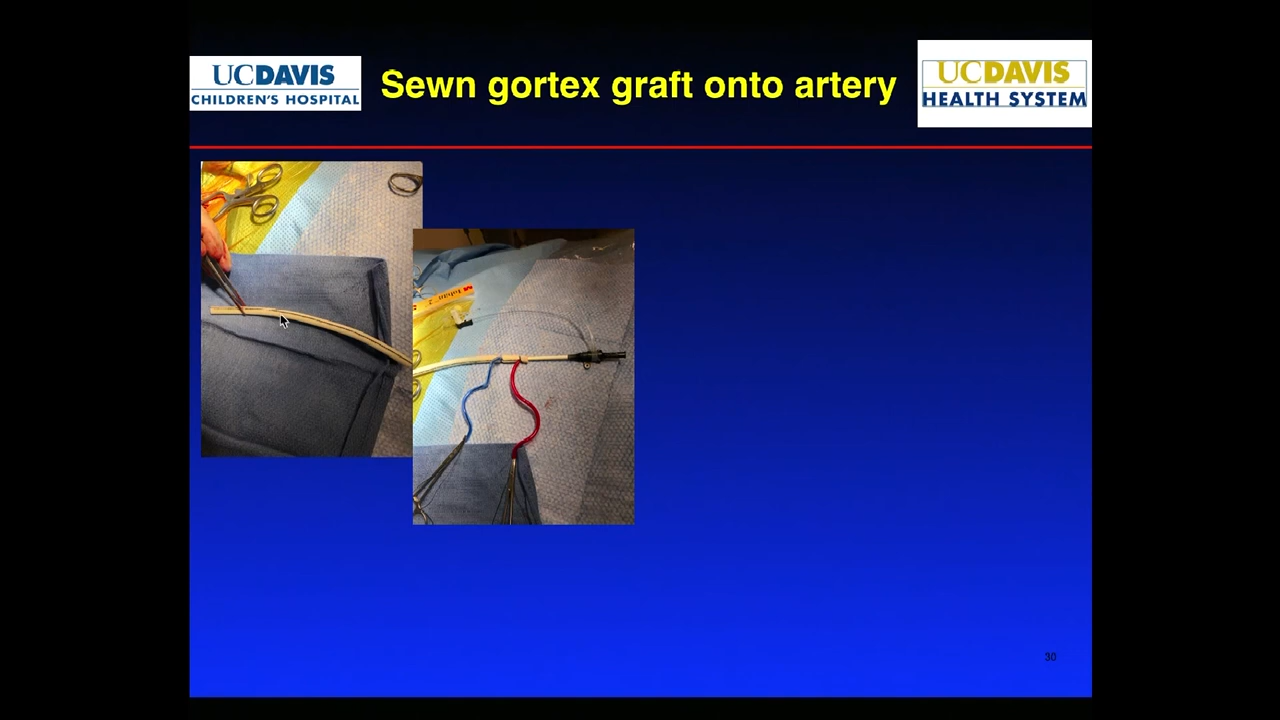 UCDAVIS
CHILDREN'S HOSPITAL
Sewn gortex graft onto artery
UCDAVIS
HEALTH SYSTEM
30